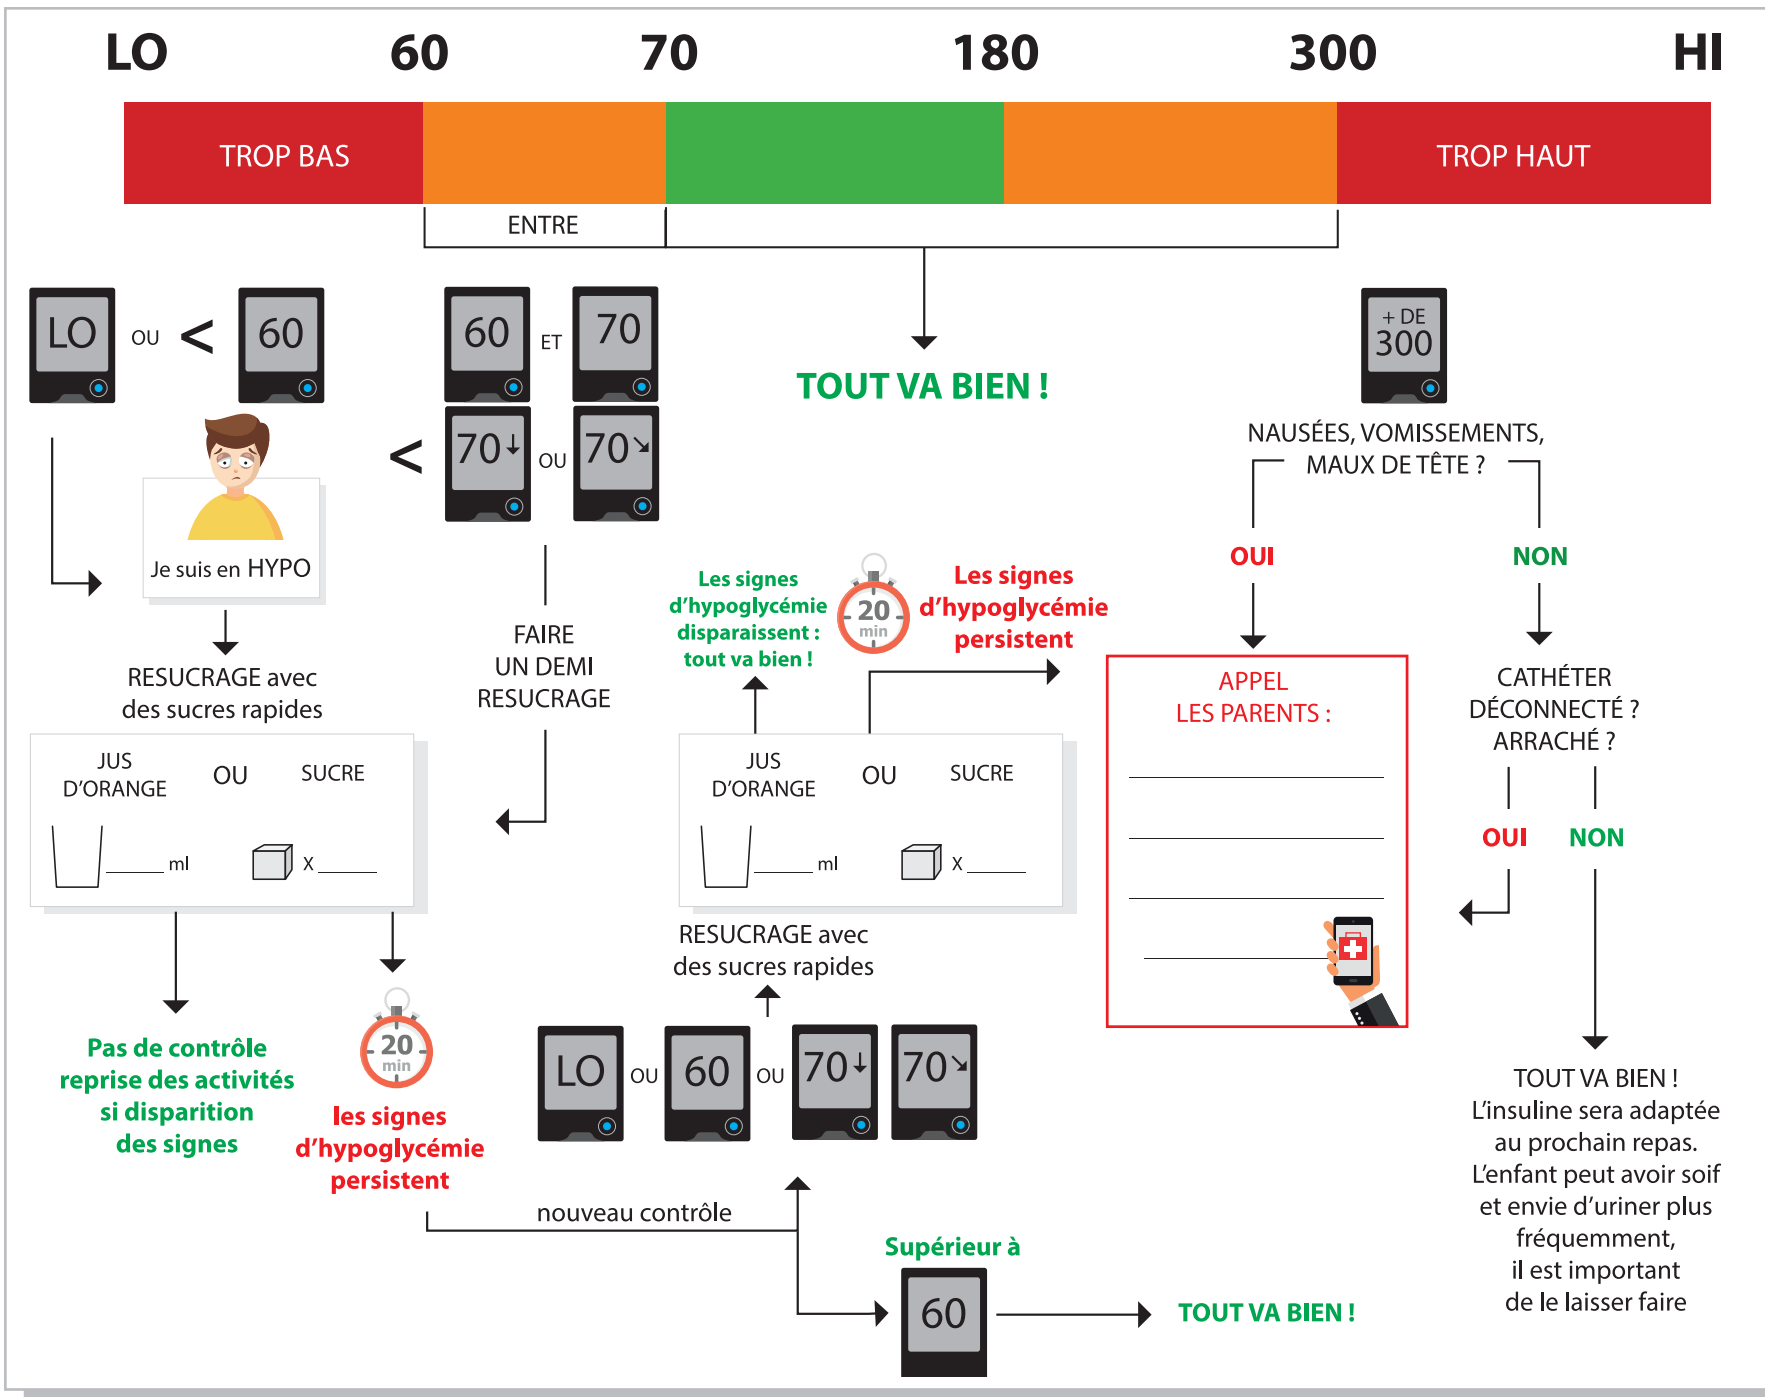 LO
60
70
180
300
HI
TROP BAS
TROP HAUT
ENTRE
LO
OU
<
60
60
ET
70
<
70↓
OU
70↘
TOUT VA BIEN !
+ DE
300
NAUSÉES, VOMISSEMENTS,
MAUX DE TÊTE ?
OUI
NON
Je suis en HYPO
RESUCRAGE avec
des sucres rapides
JUS
D'ORANGE
OU
SUCRE
_____ ml
X _____
FAIRE
UN DEMI
RESUCRAGE
Pas de contrôle
reprise des activités
si disparition
des signes
20
min
les signes
d'hypoglycémie
persistent
nouveau contrôle
LO
OU
60
OU
70↓
70↘
RESUCRAGE avec
des sucres rapides
JUS
D'ORANGE
OU
SUCRE
_____ ml
X _____
Les signes
d'hypoglycémie
disparaissent :
tout va bien !
20
min
Les signes
d'hypoglycémie
persistent
Supérieur à
60
TOUT VA BIEN !
APPEL
LES PARENTS :
CATHÉTER
DÉCONNECTÉ ?
ARRACHÉ ?
OUI
NON
TOUT VA BIEN !
L'insuline sera adaptée
au prochain repas.
L'enfant peut avoir soif
et envie d'uriner plus
fréquemment,
il est important
de le laisser faire